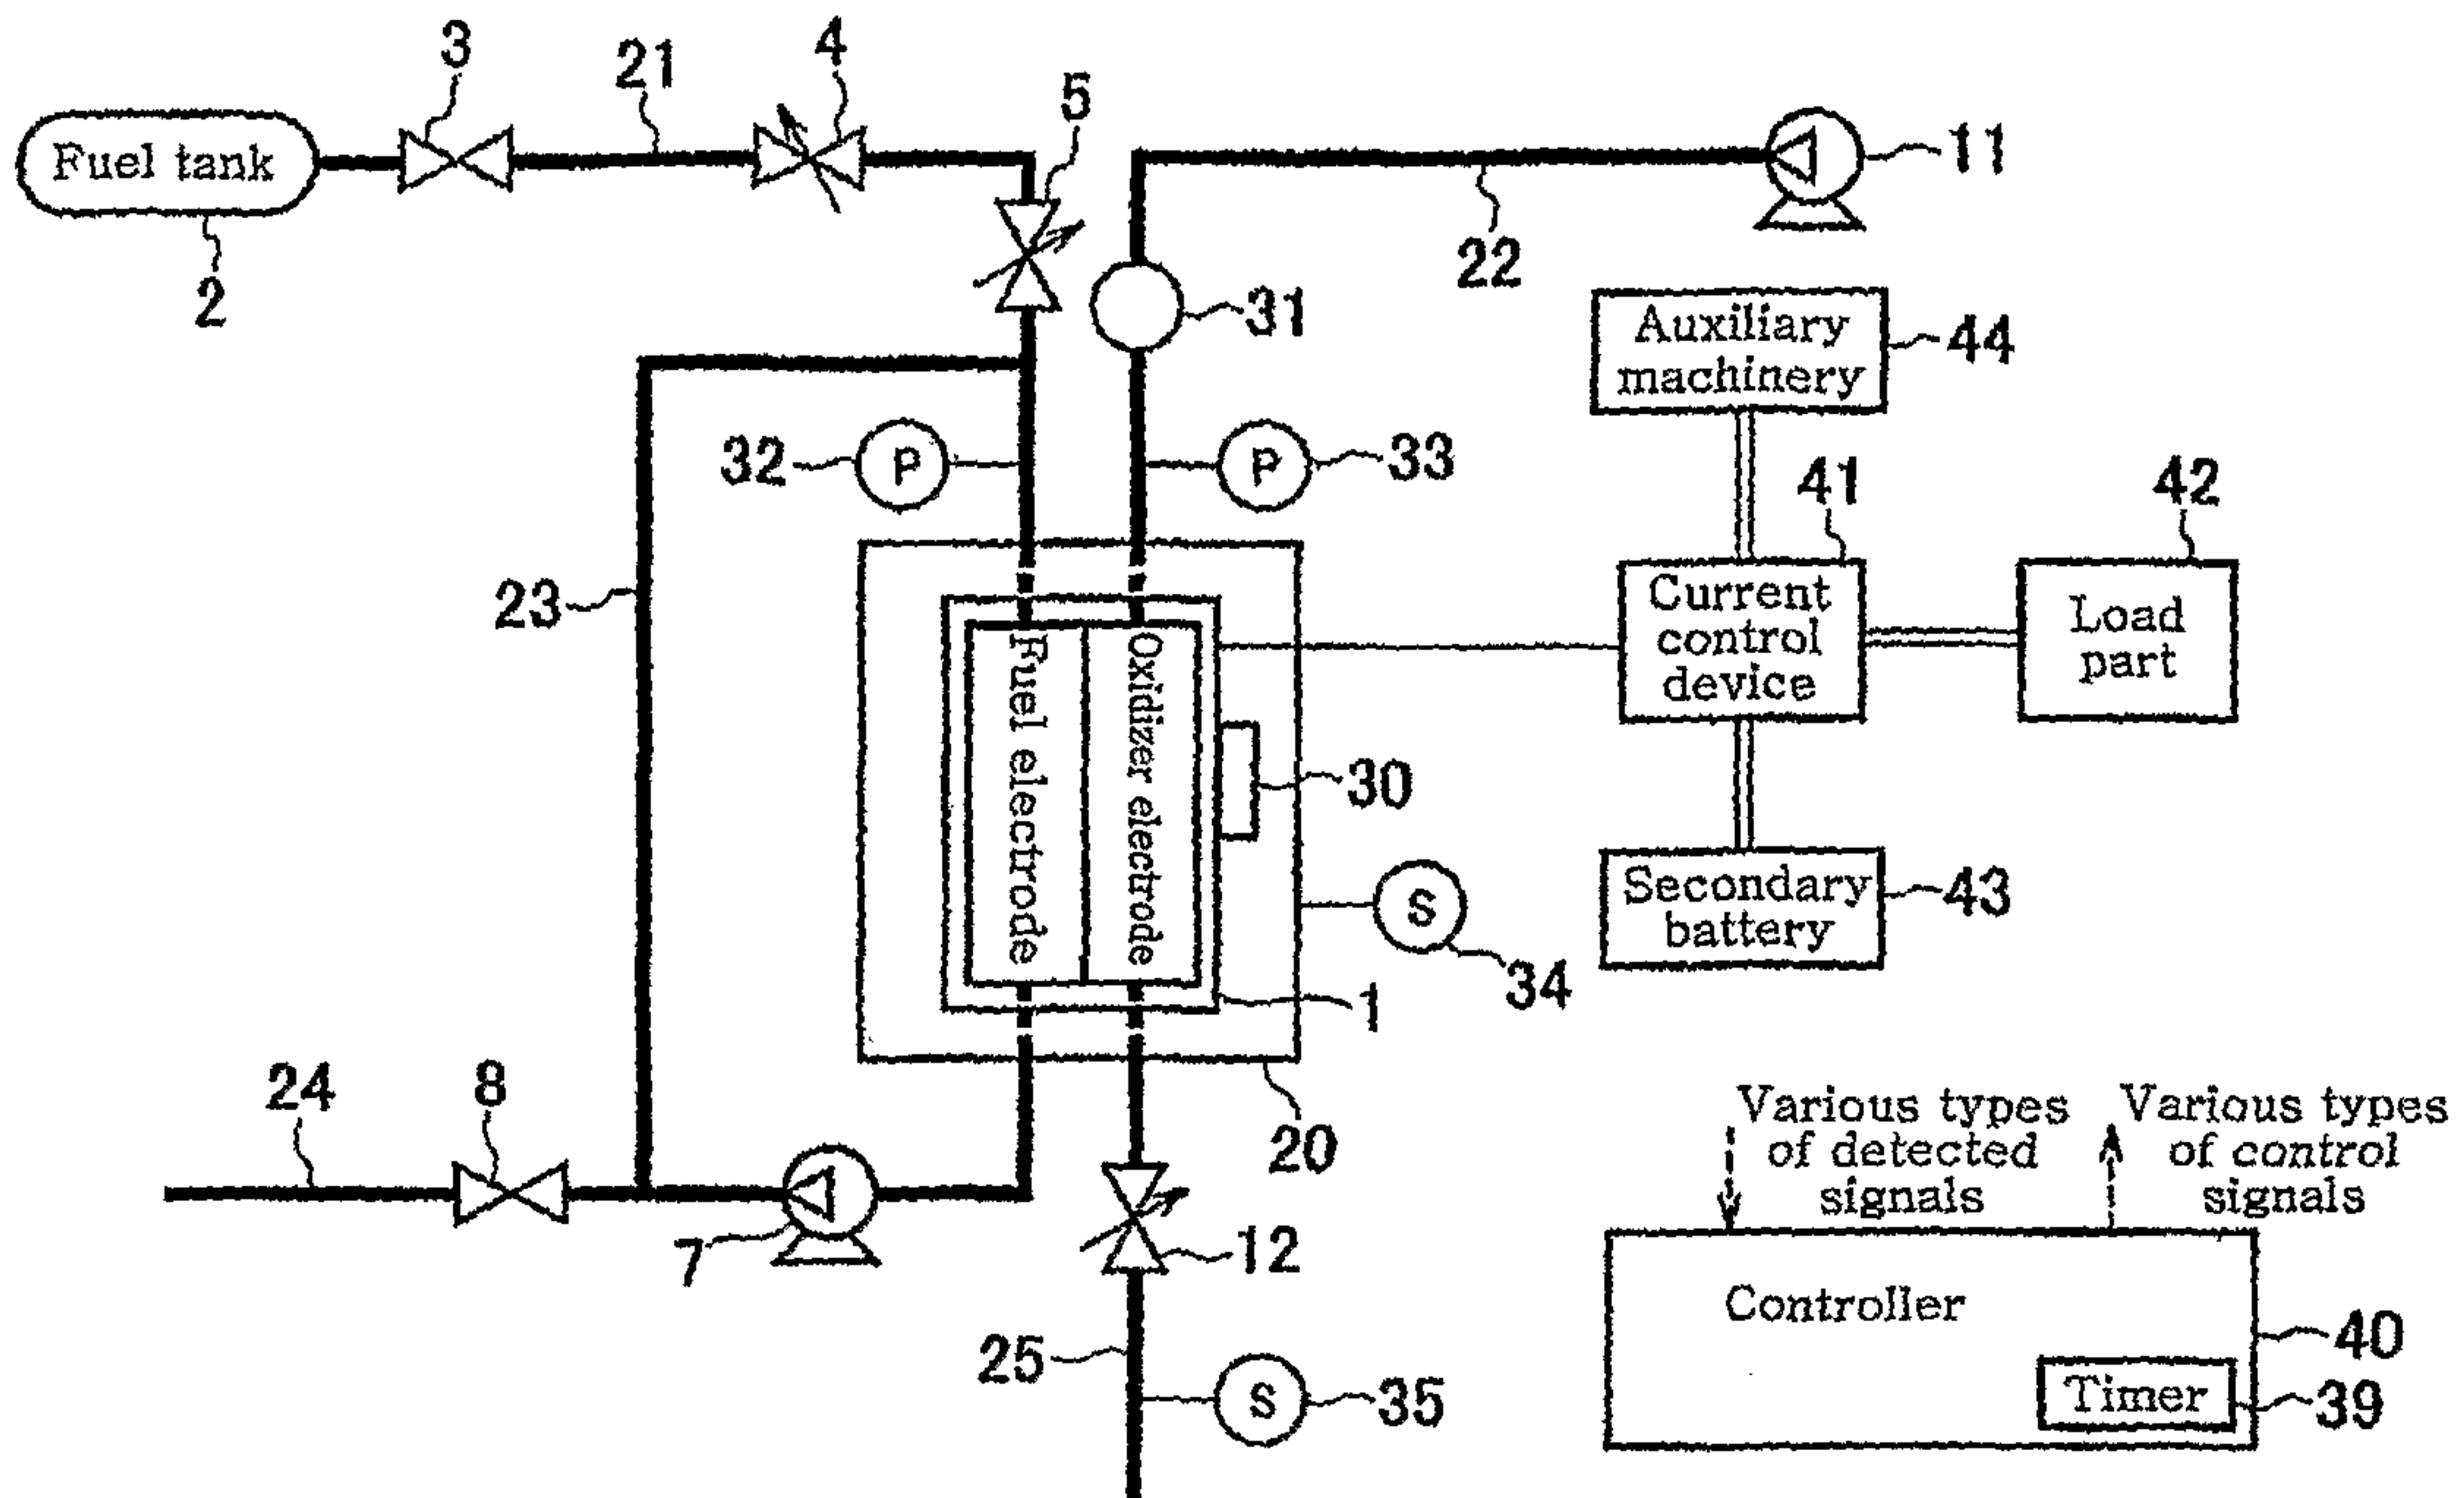 3
21
4
5
Fuel tank
11
2
22
31
Auxiliary
machinery
44
32
P
P
33
41
42
23
Current
control
device
Load
part
Fuel electrode
Oxidizer electrode
30
Secondary
battery
43
S
34
1
24
8
20
Various types
of detected
signals
Various types
of control
signals
7
12
Controller
40
25
S
35
Timer
39